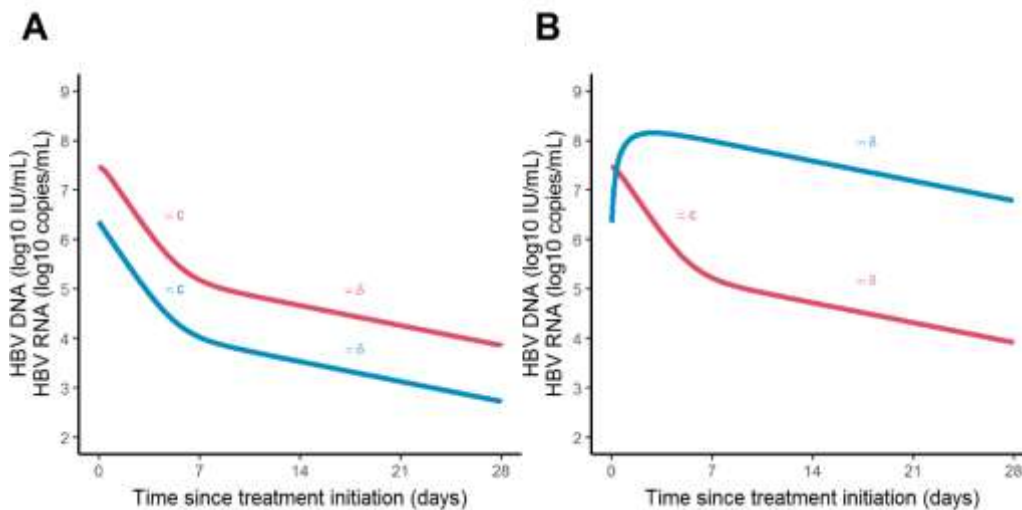 A
HBV DNA (log10 IU/mL)
HBV RNA (log10 copies/mL)
9
8
7
6
5
4
3
2
≈ c
≈ c
≈ δ
≈ δ
0
7
14
21
28
Time since treatment initiation (days)
B
HBV DNA (log10 IU/mL)
HBV RNA (log10 copies/mL)
9
8
7
6
5
4
3
2
≈ δ
≈ c
≈ δ
0
7
14
21
28
Time since treatment initiation (days)